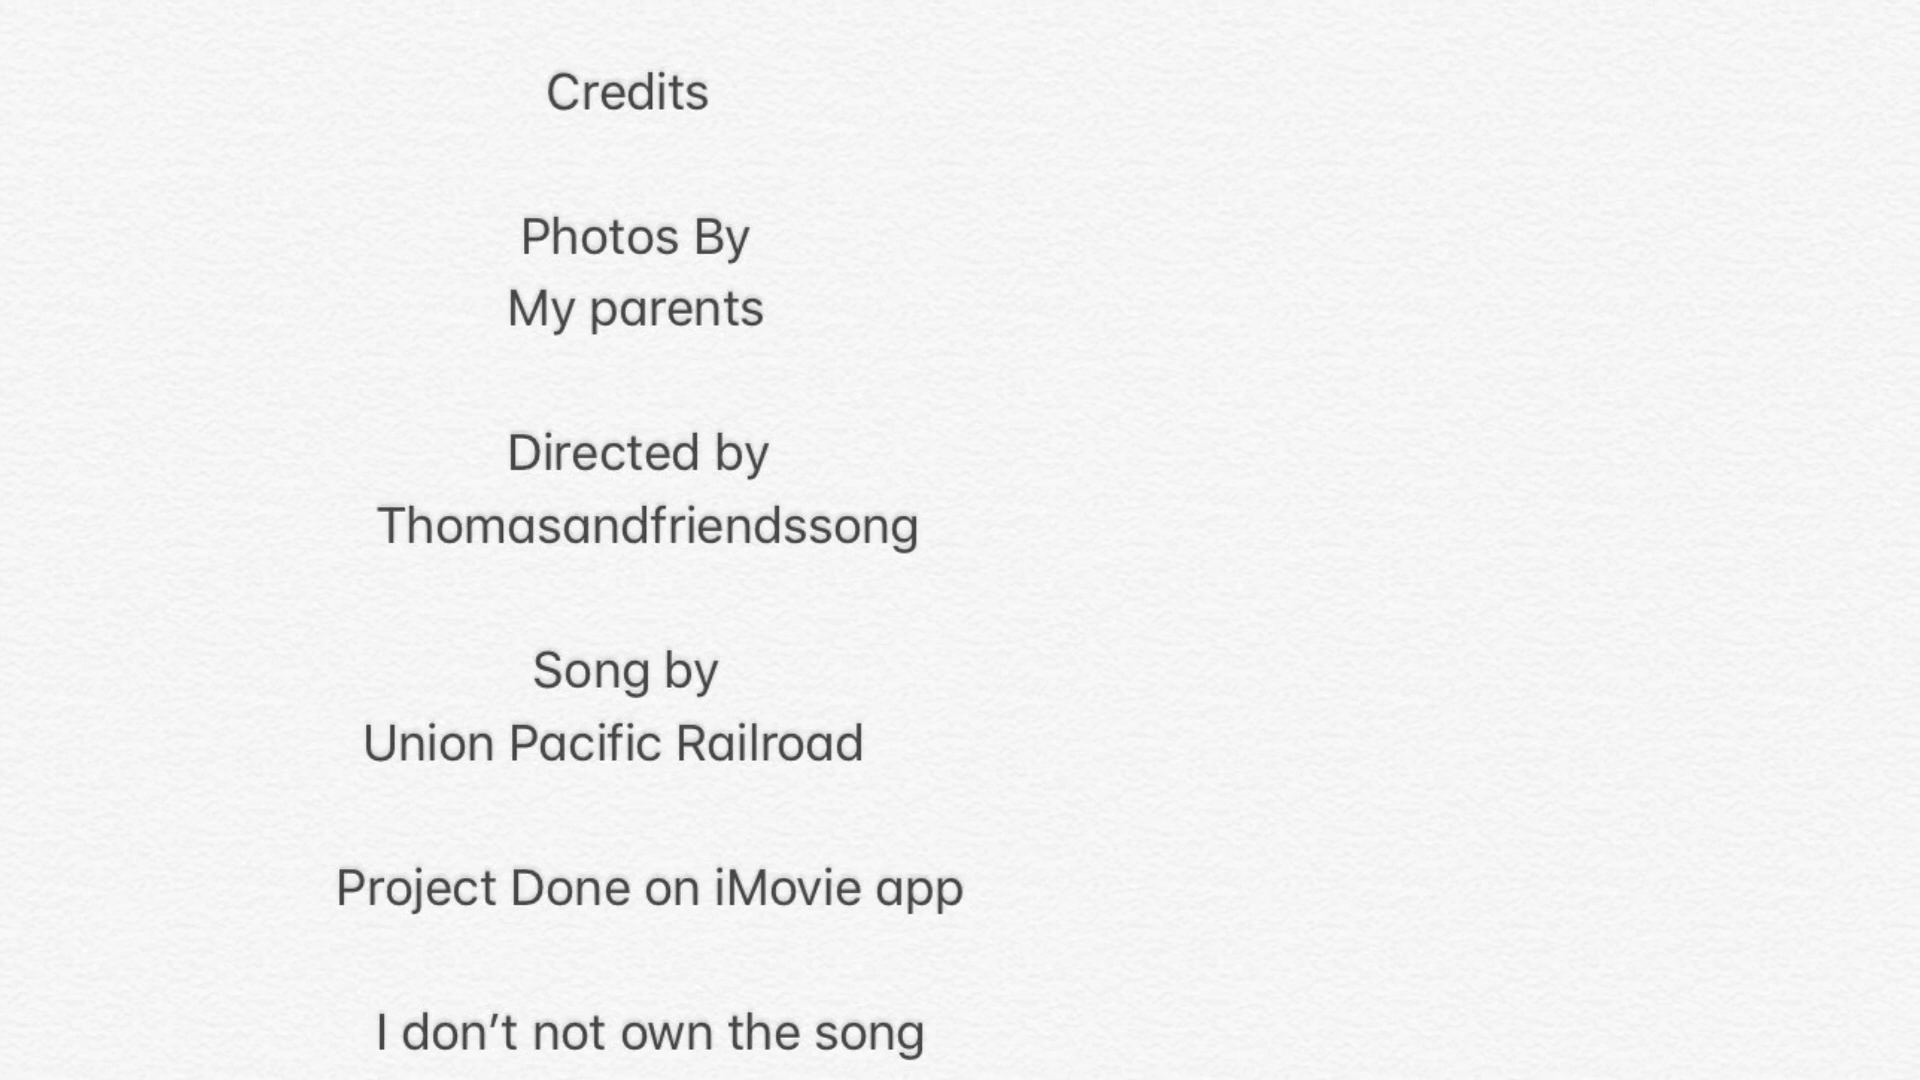 Credits
Photos By
My parents
Directed by
Thomasandfriendssong
Song by
Union Pacific Railroad
Project Done on iMovie app
I don’t not own the song